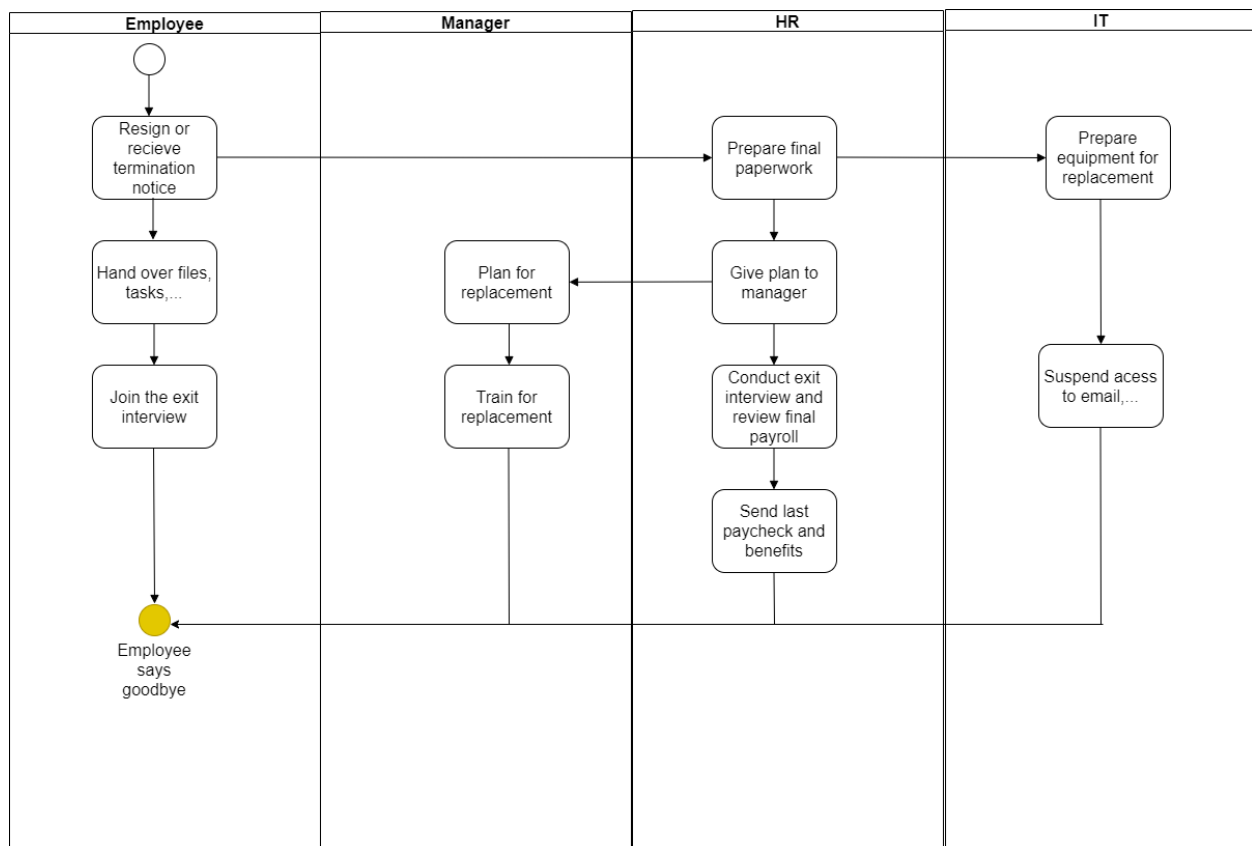 Employee
Manager
HR
IT
Resign or
recieve
termination
notice
Prepare final
paperwork
Prepare
equipment for
replacement
Hand over files,
tasks,...
Plan for
replacement
Give plan to
manager
Join the exit
interview
Train for
replacement
Conduct exit
interview and
review final
payroll
Suspend acess
to email,...
Send last
paycheck and
benefits
Employee
says
goodbye